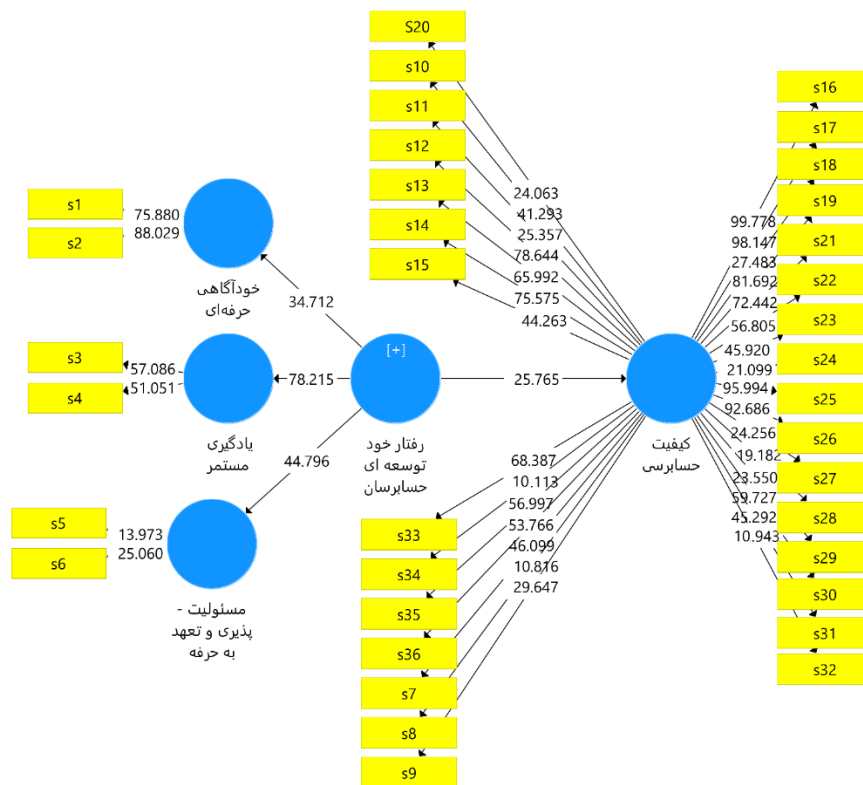 S20
s10
s11
s12
s13
s14
s15
24.063
41.293
25.357
78.644
65.992
75.575
44.263
s16
s17
s18
s19
s21
s22
s23
s24
s25
s26
s27
s28
s29
s30
s31
s32
99.778
98.147
27.483
81.692
72.442
56.805
45.920
21.099
95.994
92.686
24.256
19.182
23.550
59.727
45.292
10.943
s1
s2
75.880
88.029
خودآگاهی
حرفه‌ای
34.712
s3
s4
57.086
51.051
یادگیری
مستمر
78.215
[+]
رفتار خود
توسعه ای
حسابرسان
25.765
کیفیت
حسابرسی
44.796
s5
s6
13.973
25.060
مسئولیت -
پذیری و تعهد
به حرفه
68.387
10.113
56.997
53.766
46.099
10.816
29.647
s33
s34
s35
s36
s7
s8
s9